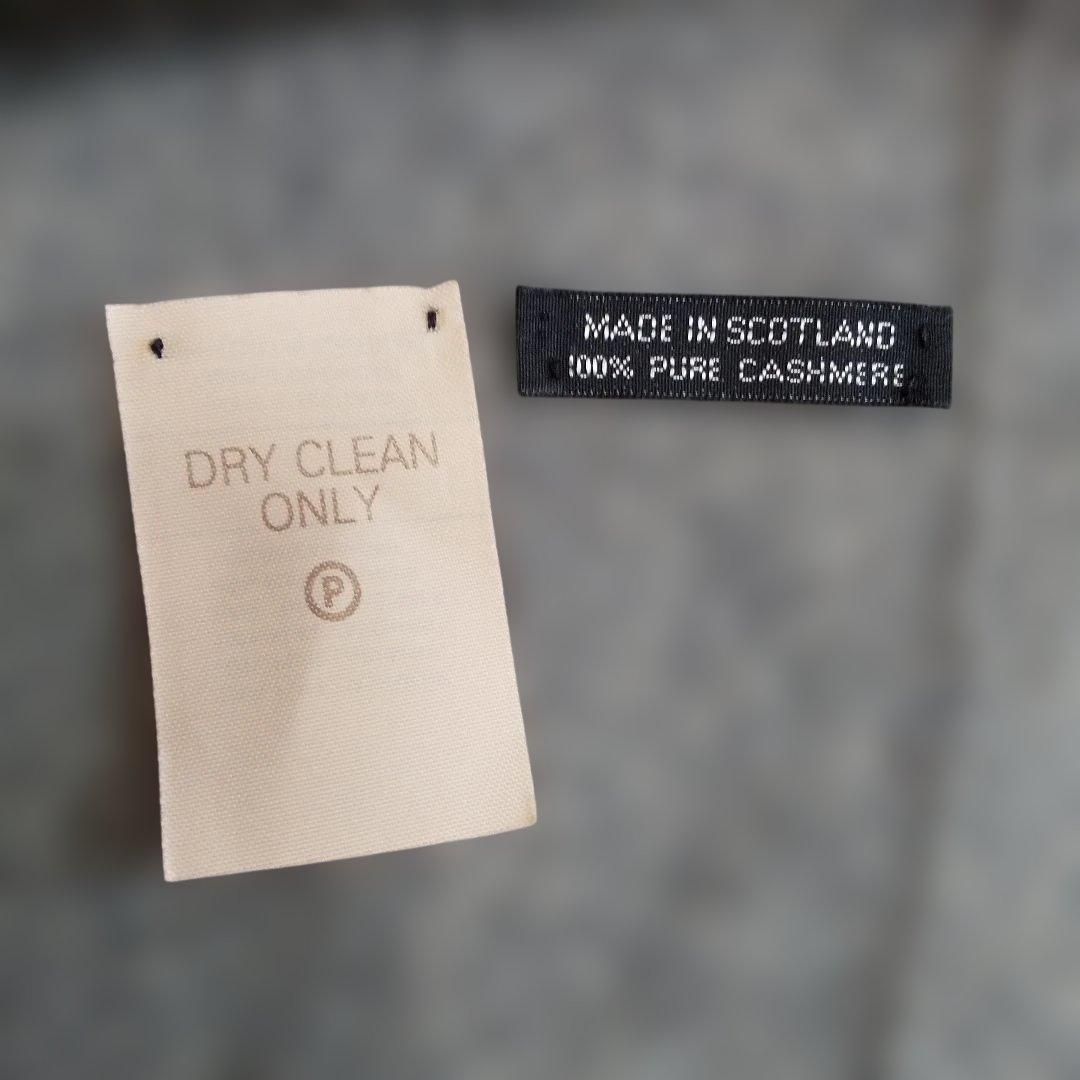 DRY CLEAN
ONLY
P
MADE IN SCOTLAND
100% PURE CASHMERE